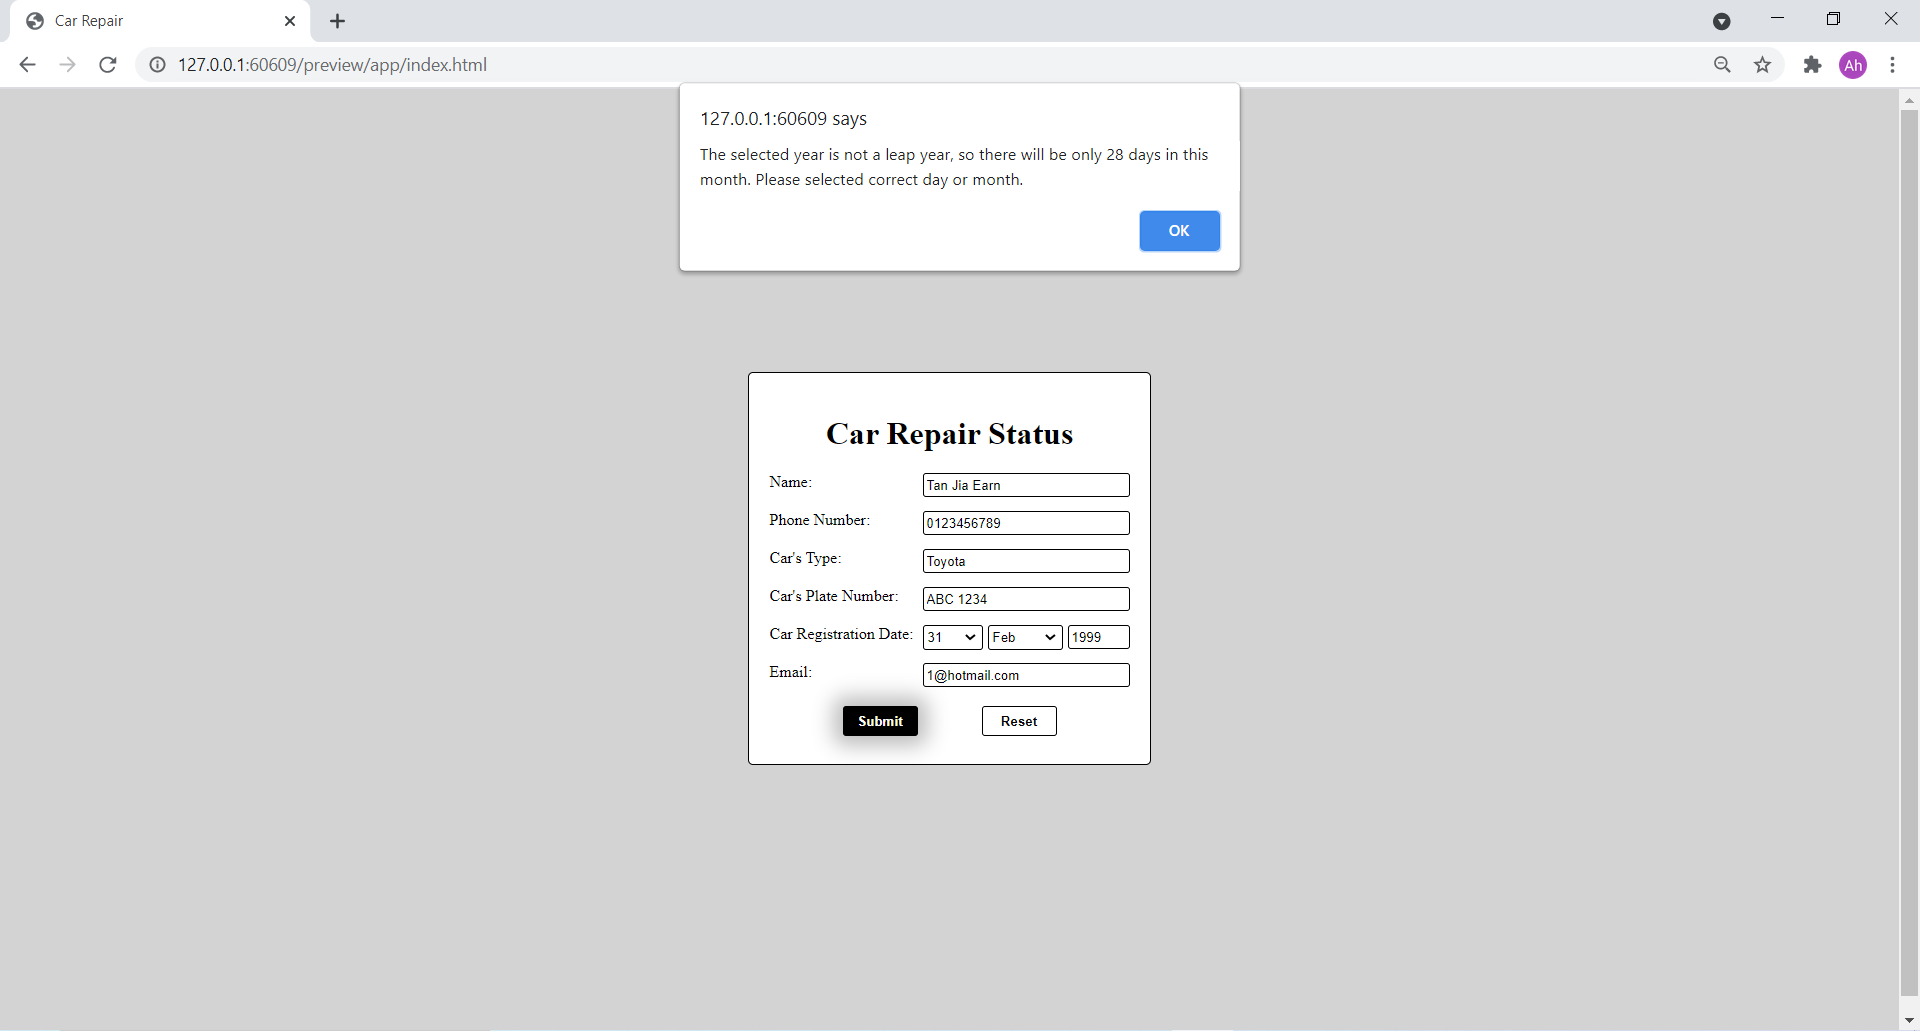 Car Repair
127.0.0.1:60609/preview/app/index.html
Ah
127.0.0.1:60609 says
The selected year is not a leap year, so there will be only 28 days in this
month. Please selected correct day or month.
OK
Car Repair Status
Name: Tan Jia Earn
Phone Number: 0123456789
Car's Type: Toyota
Car's Plate Number: ABC 1234
Car Registration Date: 31 Feb 1999
Email: 1@hotmail.com
Submit Reset